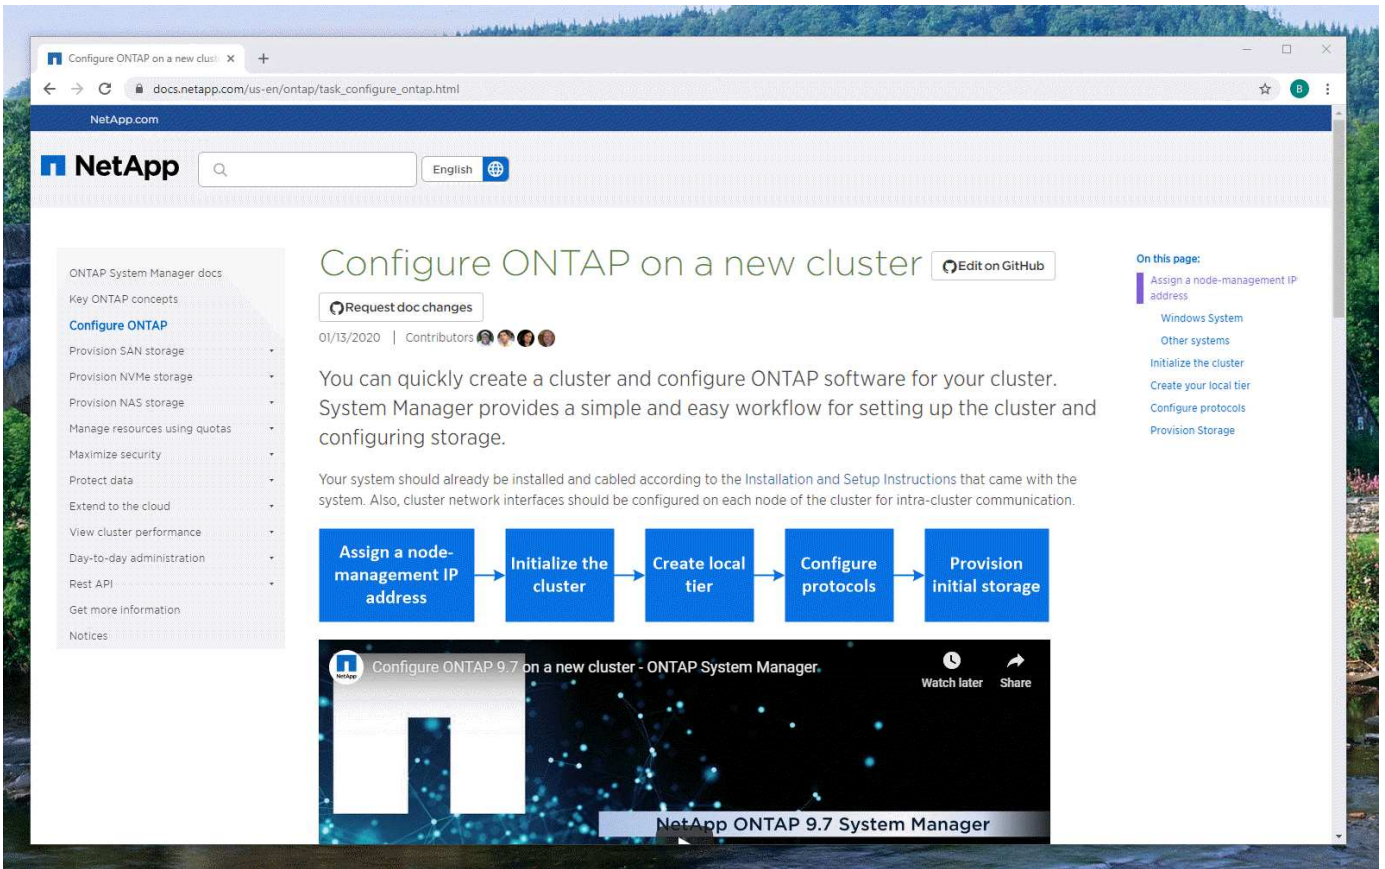 Configure ONTAP on a new clust
docs.netapp.com/us-en/ontap/task_configure_ontap.html
B
NetApp.com
NetApp
English
ONTAP System Manager docs
Key ONTAP concepts
Configure ONTAP
Provision SAN storage
Provision NVMe storage
Provision NAS storage
Manage resources using quotas
Maximize security
Protect data
Extend to the cloud
View cluster performance
Day-to-day administration
Rest API
Get more information
Notices
Configure ONTAP on a new cluster
Edit on GitHub
Request doc changes
01/13/2020 | Contributors
You can quickly create a cluster and configure ONTAP software for your cluster.
System Manager provides a simple and easy workflow for setting up the cluster and
configuring storage.
Your system should already be installed and cabled according to the Installation and Setup Instructions that came with the
system. Also, cluster network interfaces should be configured on each node of the cluster for intra-cluster communication.
Assign a node-
management IP
address
Initialize the
cluster
Create local
tier
Configure
protocols
Provision
initial storage
NetApp
Configure ONTAP 9.7 on a new cluster - ONTAP System Manager
Watch later
Share
NetApp ONTAP 9.7 System Manager
On this page:
Assign a node-management IP
address
Windows System
Other systems
Initialize the cluster
Create your local tier
Configure protocols
Provision Storage